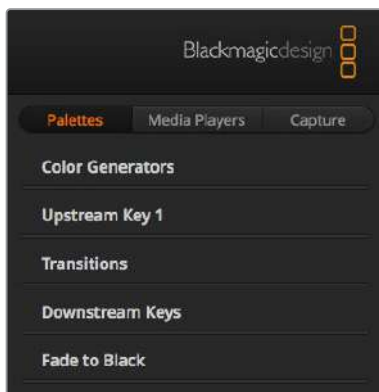 Blackmagicdesign
Palettes Media Players Capture
Color Generators
Upstream Key 1
Transitions
Downstream Keys
Fade to Black